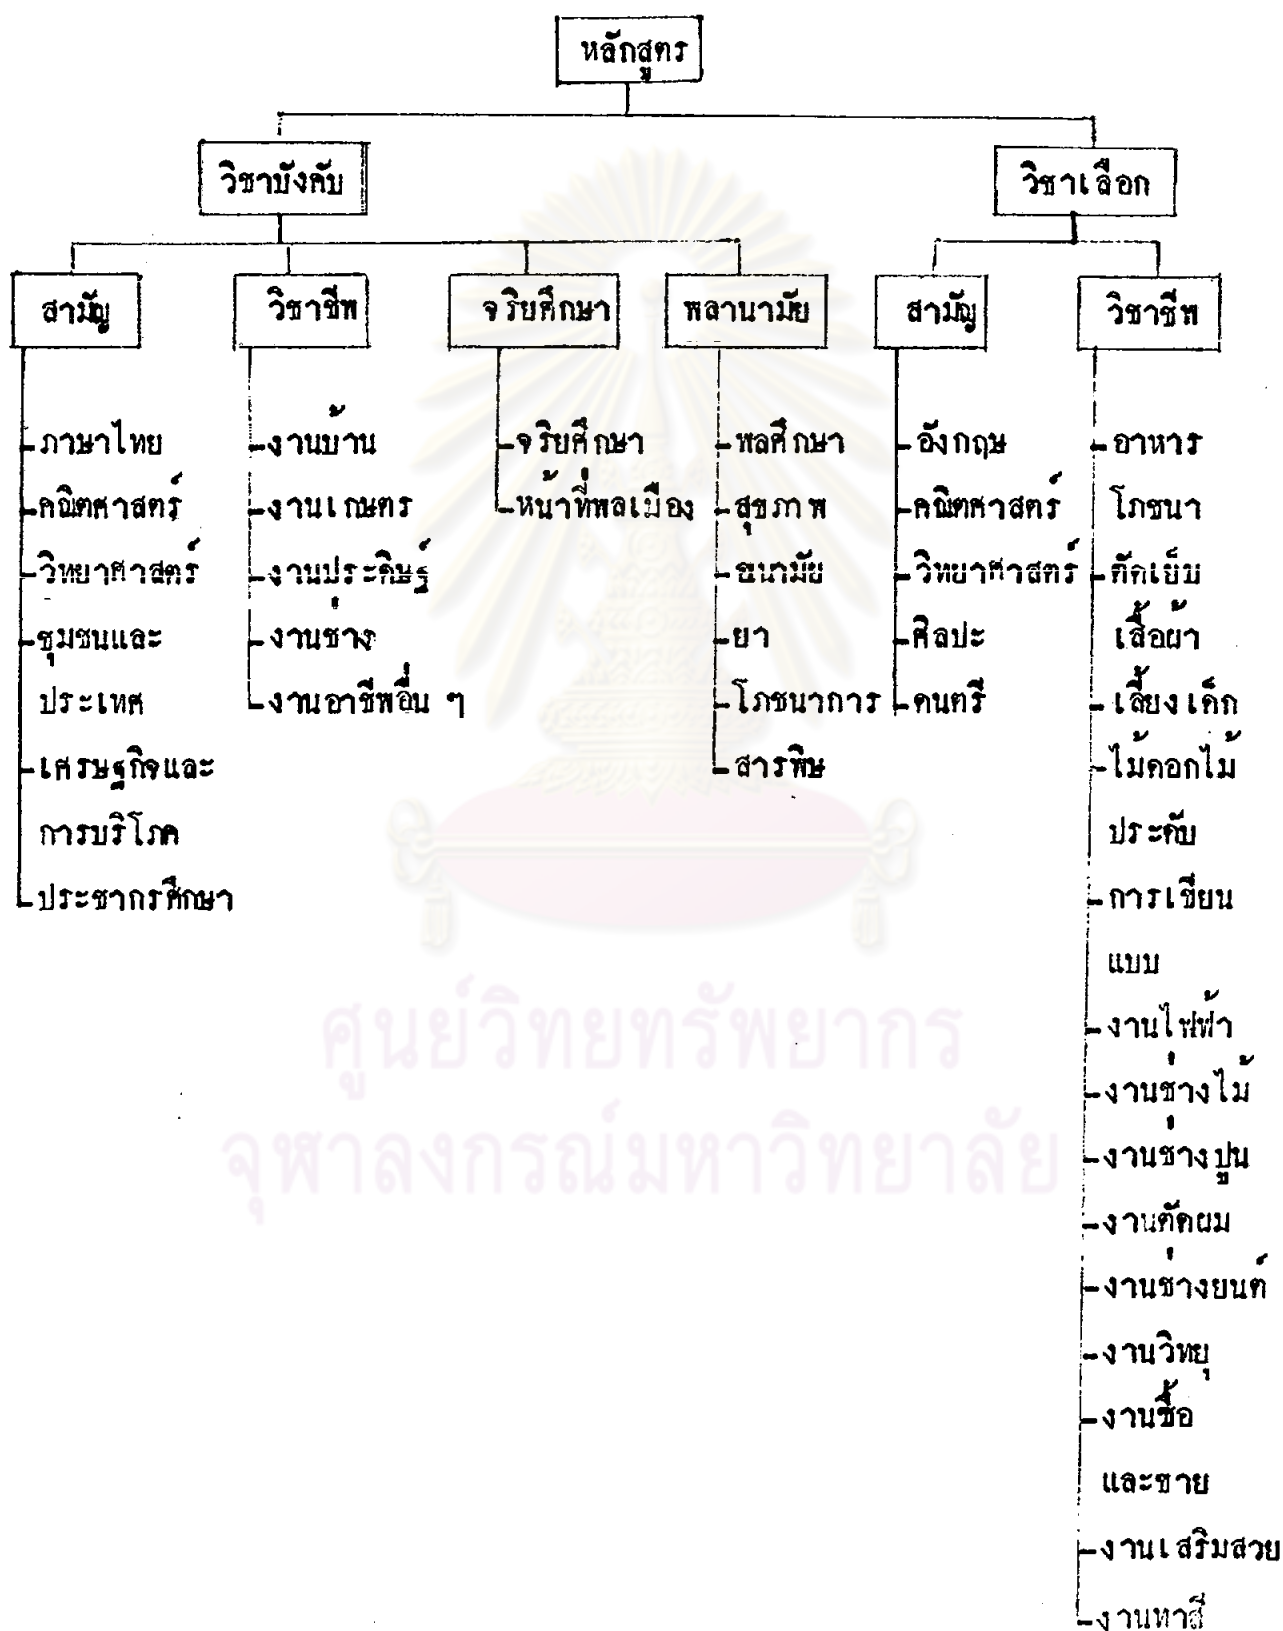 หลักสูตร
วิชาบังคับ
วิชาเลือก
สามัญ
วิชาชีพ
จริยศึกษา
พลานามัย
สามัญ
วิชาชีพ
-ภาษาไทย
-คณิตศาสตร์
-วิทยาศาสตร์
-ชุมชนและ
ประเทศ
-เศรษฐกิจและ
การบริโภค
-ประชากรศึกษา
-งานบ้าน
-งานเกษตร
-งานประดิษฐ์
-งานช่าง
-งานอาชีพอื่น ๆ
-จริยศึกษา
-หน้าที่พลเมือง
-พลศึกษา
-สุขภาพ
-อนามัย
-ยา
-โภชนาการ
-สารพิษ
-อังกฤษ
-คณิตศาสตร์
-วิทยาศาสตร์
-ศิลปะ
-ดนตรี
-อาหาร
โภชนา
-ตัดเย็บ
เสื้อผ้า
-เลี้ยงเด็ก
-ไม้ดอกไม้
ประดับ
-การเขียน
แบบ
-งานไฟฟ้า
-งานช่างไม้
-งานช่างปูน
-งานตัดผม
-งานช่างยนต์
-งานวิทยุ
-งานซื้อ
และขาย
-งานเสริมสวย
-งานทาสี
ศูนย์วิทยทรัพยากร
จุฬาลงกรณ์มหาวิทยาลัย